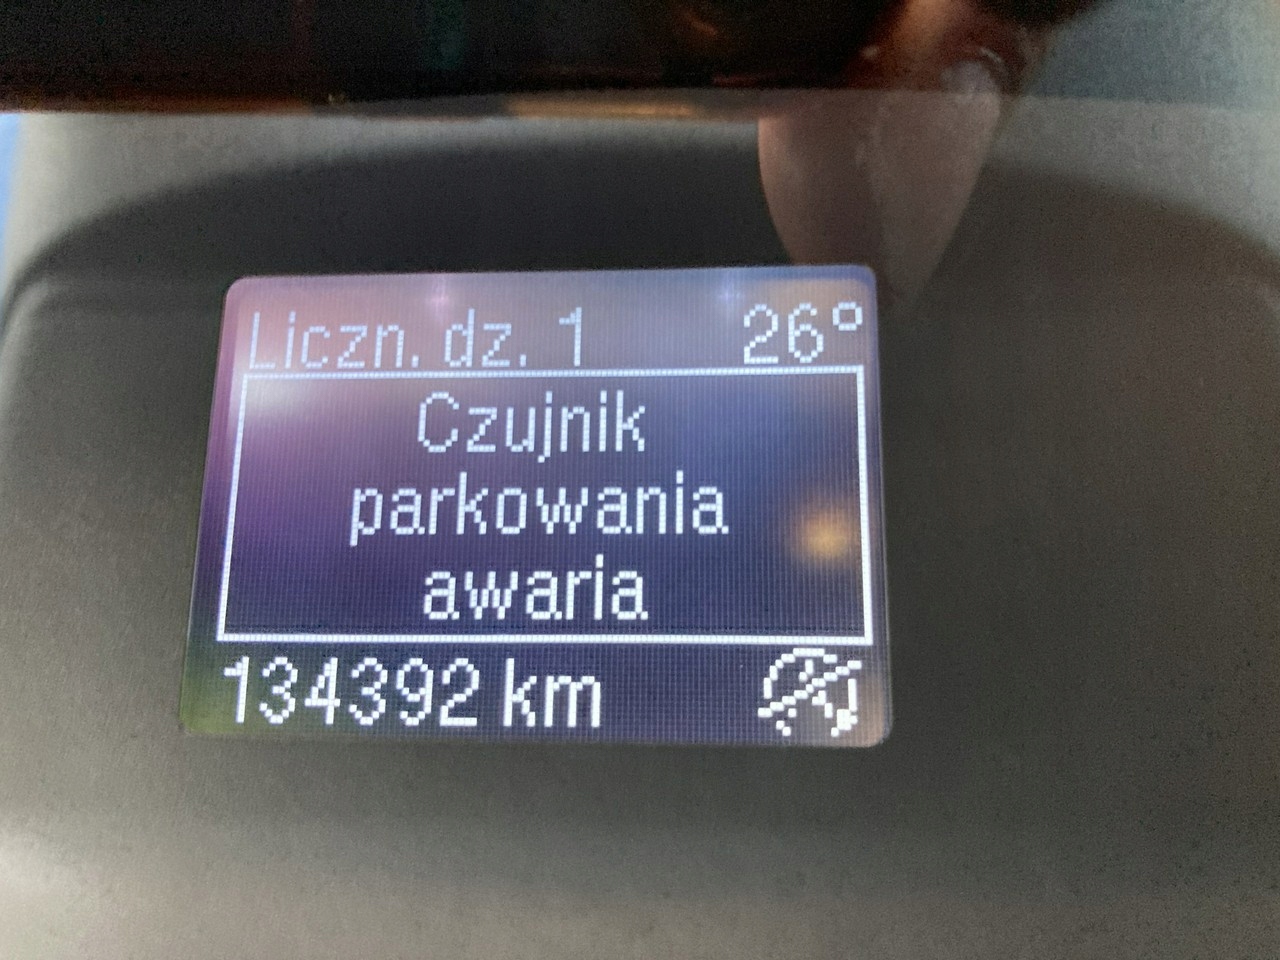 Liczn. dz. 1 26°
Czujnik
parkowania
awaria
134392 km